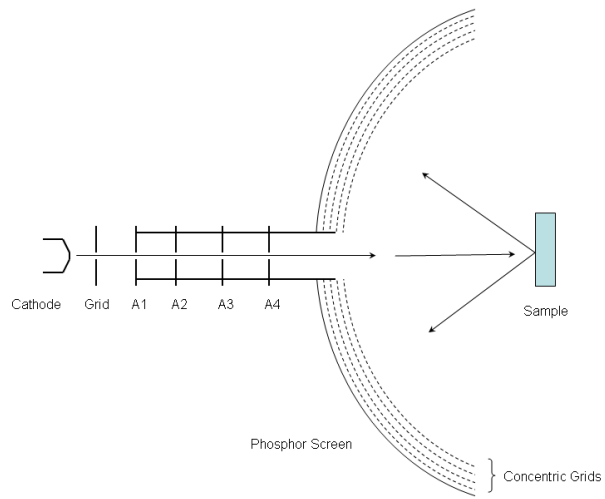 Cathode
Grid
A1
A2
A3
A4
Sample
Phosphor Screen
Concentric Grids